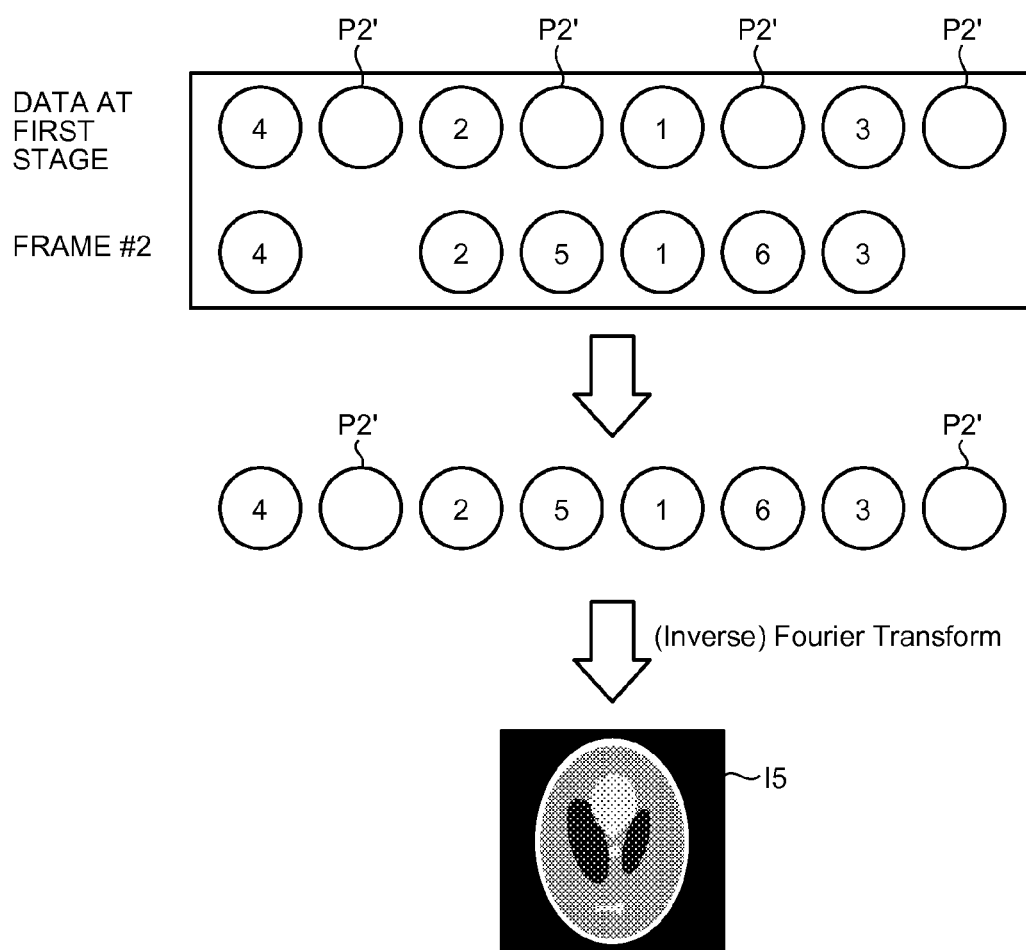 P2' P2' P2' P2'
DATA AT
FIRST
STAGE
4 2 1 3
FRAME #2
4 2 5 1 6 3
P2' P2'
4 2 5 1 6 3
(Inverse) Fourier Transform
I5